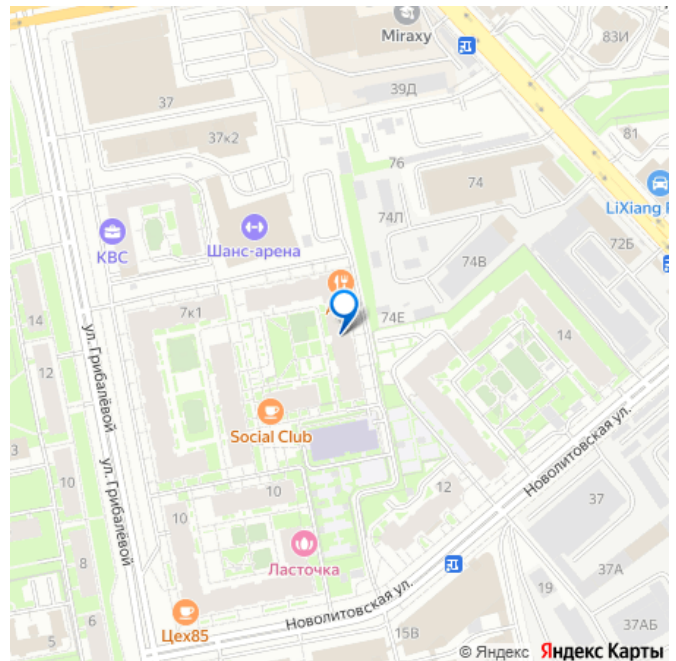 Miraxy
83И
39Д
37
37к2
81
76
74
LiXiang
74Л
КВС
Шанс-арена
72Б
74В
7к1
74Е
14
14
ул. Грибалёвой
12
Social Club
Новолитовская ул.
3
ул. Грибалёвой
10
10
12
37
10
8
Ласточка
37А
19
6
Цех85
Новолитовская ул.
15В
37АБ
5
© Яндекс Яндекс Карты